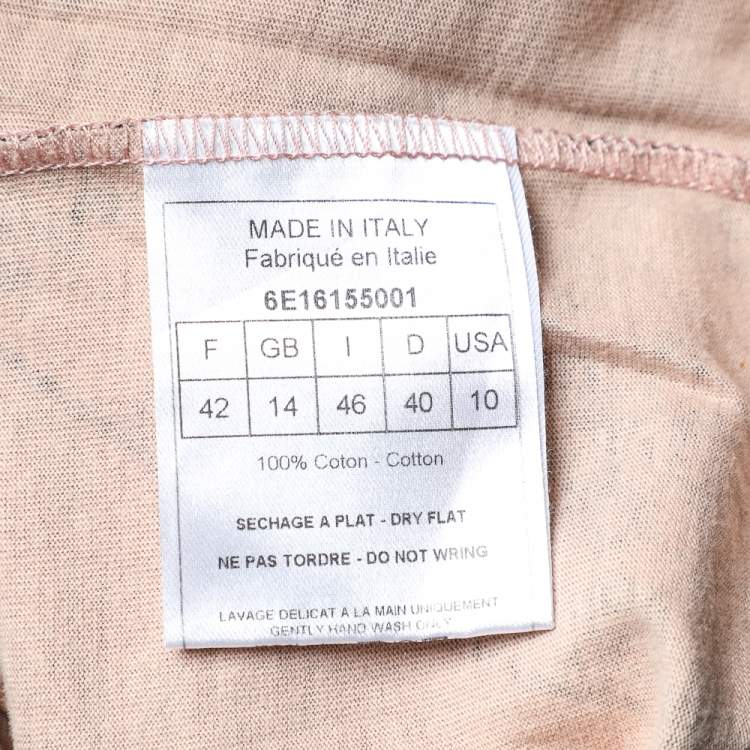 MADE IN ITALY
Fabriqué en Italie
6E16155001
F GB I D USA
42 14 46 40 10
100% Coton - Cotton
SECHAGE A PLAT - DRY FLAT
NE PAS TORDRE - DO NOT WRING
LAVAGE DELICAT A LA MAIN UNIQUEMENT
GENTLY HAND WASH ONLY